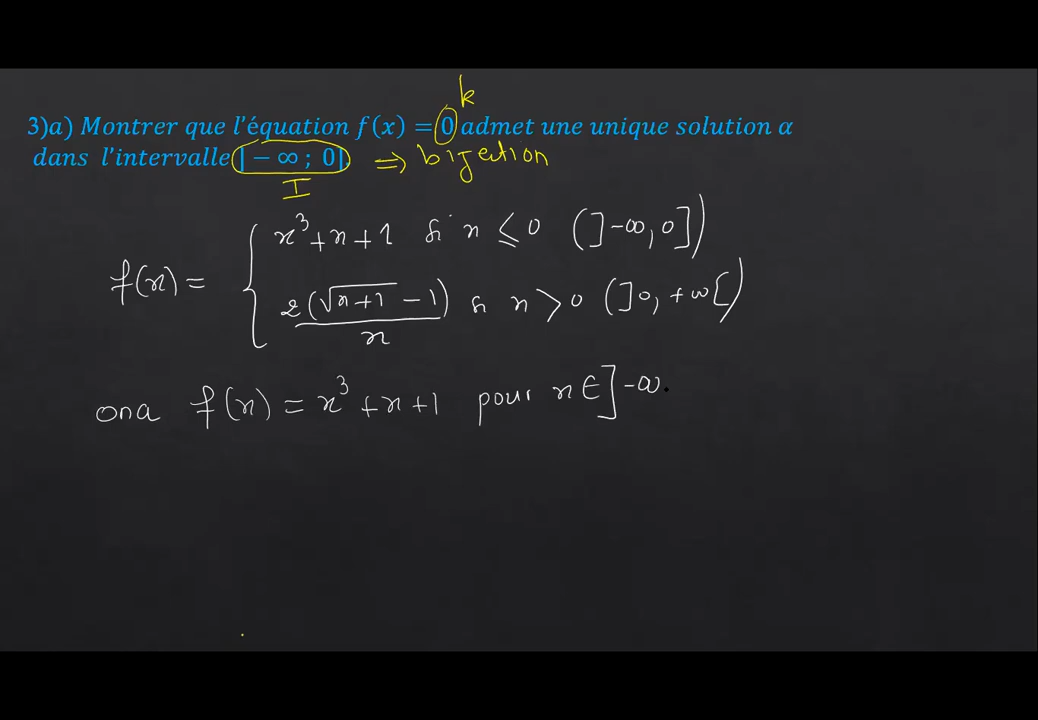 k
3)a) Montrer que l'équation f(x) = 0 admet une unique solution α
dans l'intervalle ]−∞ ; 0] ⇒ bijection
I
f(x) = { x³+x+1 si x ≤ 0 (]-∞, 0])
2(√x+1 − 1)/x si x > 0 (]0, +∞[)
ona f(x) = x³ + x + 1 pour x ∈ ]-∞